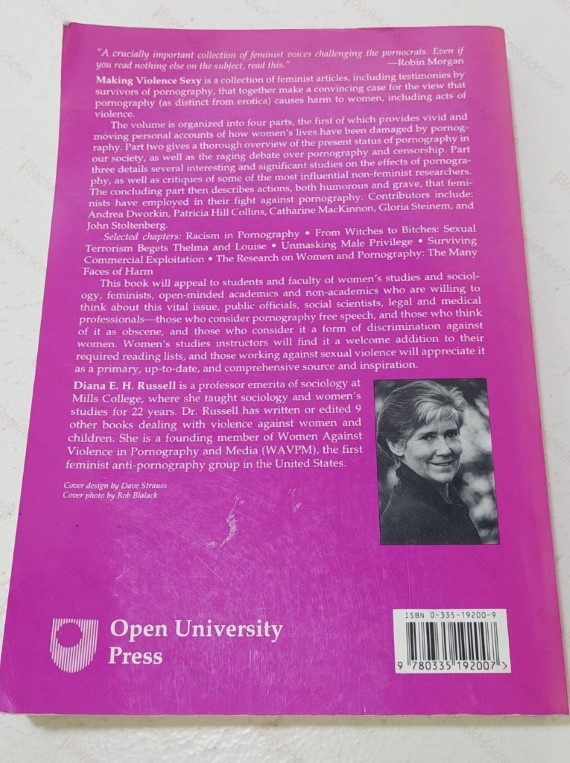 "A crucially important collection of feminist voices challenging the pornocrats. Even if
you read nothing else on the subject, read this." —Robin Morgan
Making Violence Sexy is a collection of feminist articles, including testimonies by
survivors of pornography, that together make a convincing case for the view that
pornography (as distinct from erotica) causes harm to women, including acts of
violence.
The volume is organized into four parts, the first of which provides vivid and
moving personal accounts of how women's lives have been damaged by pornog-
raphy. Part two gives a thorough overview of the present status of pornography in
our society, as well as the raging debate over pornography and censorship. Part
three details several interesting and significant studies on the effects of pornogra-
phy, as well as critiques of some of the most influential non-feminist researchers.
The concluding part then describes actions, both humorous and grave, that femi-
nists have employed in their fight against pornography. Contributors include:
Andrea Dworkin, Patricia Hill Collins, Catharine MacKinnon, Gloria Steinem, and
John Stoltenberg.
Selected chapters: Racism in Pornography • From Witches to Bitches: Sexual
Terrorism Begets Thelma and Louise • Unmasking Male Privilege • Surviving
Commercial Exploitation • The Research on Women and Pornography: The Many
Faces of Harm
This book will appeal to students and faculty of women's studies and sociol-
ogy, feminists, open-minded academics and non-academics who are willing to
think about this vital issue, public officials, social scientists, legal and medical
professionals—those who consider pornography free speech, and those who think
of it as obscene, and those who consider it a form of discrimination against
women. Women's studies instructors will find it a welcome addition to their
required reading lists, and those working against sexual violence will appreciate it
as a primary, up-to-date, and comprehensive source and inspiration.
Diana E. H. Russell is a professor emerita of sociology at
Mills College, where she taught sociology and women's
studies for 22 years. Dr. Russell has written or edited 9
other books dealing with violence against women and
children. She is a founding member of Women Against
Violence in Pornography and Media (WAVPM), the first
feminist anti-pornography group in the United States.
Cover design by Dave Strauss
Cover photo by Rob Blalack
Open University
Press
ISBN 0-335-19200-9
9 780335 192007 >